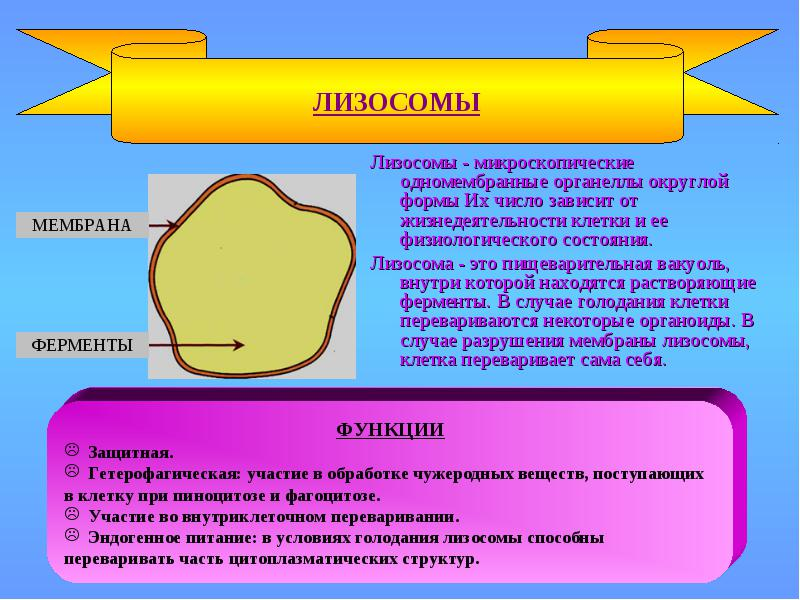 ЛИЗОСОМЫ
Лизосомы - микроскопические
одномембранные органеллы округлой
формы Их число зависит от
жизнедеятельности клетки и ее
физиологического состояния.
Лизосома - это пищеварительная вакуоль,
внутри которой находятся растворяющие
ферменты. В случае голодания клетки
перевариваются некоторые органоиды. В
случае разрушения мембраны лизосомы,
клетка переваривает сама себя.
МЕМБРАНА
ФЕРМЕНТЫ
ФУНКЦИИ
☹ Защитная.
☹ Гетерофагическая: участие в обработке чужеродных веществ, поступающих
в клетку при пиноцитозе и фагоцитозе.
☹ Участие во внутриклеточном переваривании.
☹ Эндогенное питание: в условиях голодания лизосомы способны
переваривать часть цитоплазматических структур.